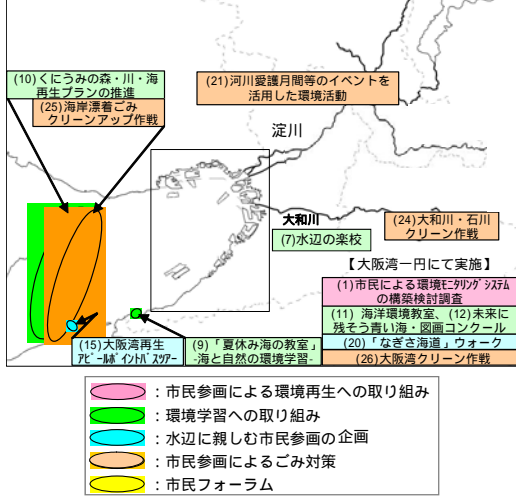 (10)くにうみの森・川・海
再生プランの推進
(25)海岸漂着ごみ
クリーンアップ作戦
(21)河川愛護月間等のイベントを
活用した環境活動
淀川
大和川
(7)水辺の楽校
(24)大和川・石川
クリーン作戦
【大阪湾一円にて実施】
(1)市民による環境モニタリングシステム
の構築検討調査
(11) 海洋環境教室、(12)未来に
残そう青い海・図画コンクール
(20)「なぎさ海道」ウォーク
(26)大阪湾クリーン作戦
(15)大阪湾再生
アピールポイントバスツアー
(9)「夏休み海の教室」
-海と自然の環境学習-
：市民参画による環境再生への取り組み
：環境学習への取り組み
：水辺に親しむ市民参画の企画
：市民参画によるごみ対策
：市民フォーラム